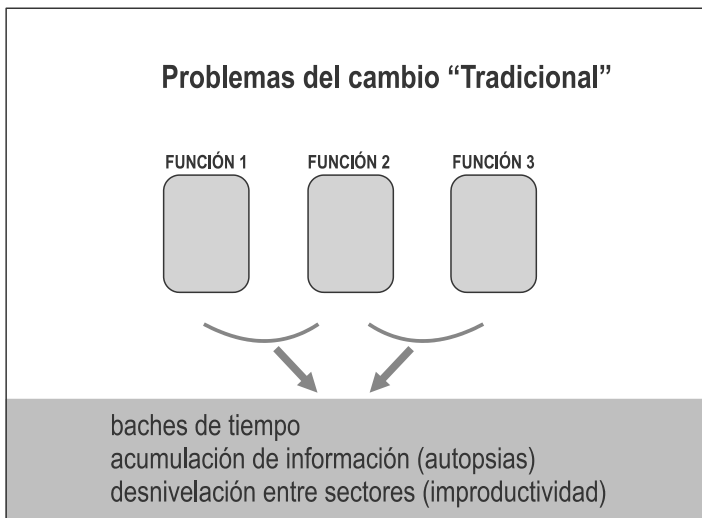 Problemas del cambio “Tradicional”
FUNCIÓN 1 FUNCIÓN 2 FUNCIÓN 3
baches de tiempo
acumulación de información (autopsias)
desnivelación entre sectores (improductividad)